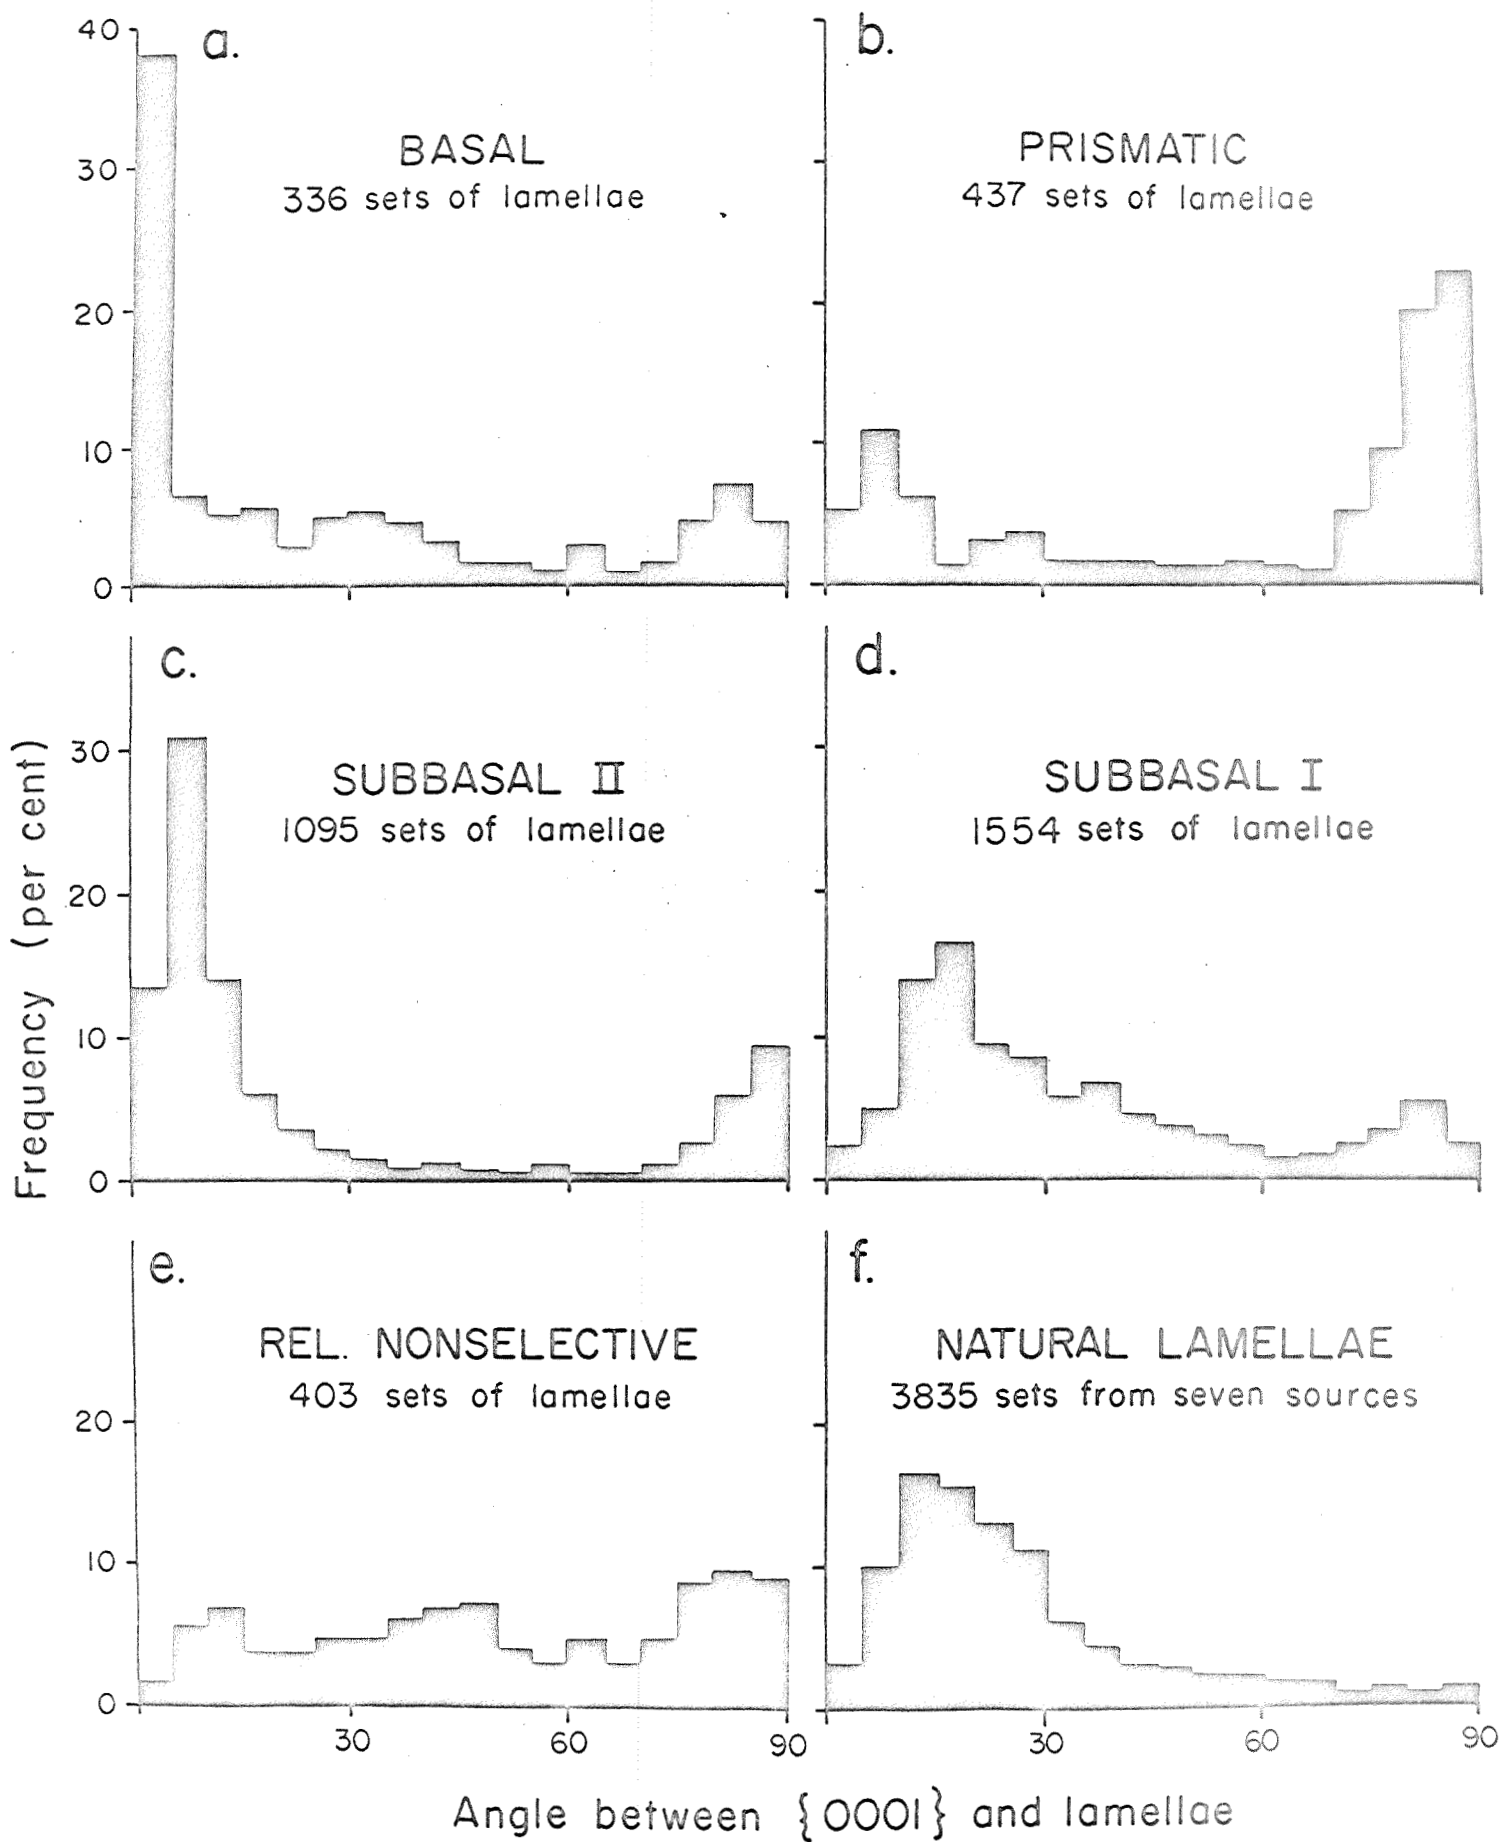 a.
BASAL
336 sets of lamellae
40
30
20
10
0
b.
PRISMATIC
437 sets of lamellae
c.
SUBBASAL II
1095 sets of lamellae
30
20
10
0
d.
SUBBASAL I
1554 sets of lamellae
Frequency (per cent)
e.
REL. NONSELECTIVE
403 sets of lamellae
20
10
0
30 60 90
f.
NATURAL LAMELLAE
3835 sets from seven sources
30 60 90
Angle between {0001} and lamellae